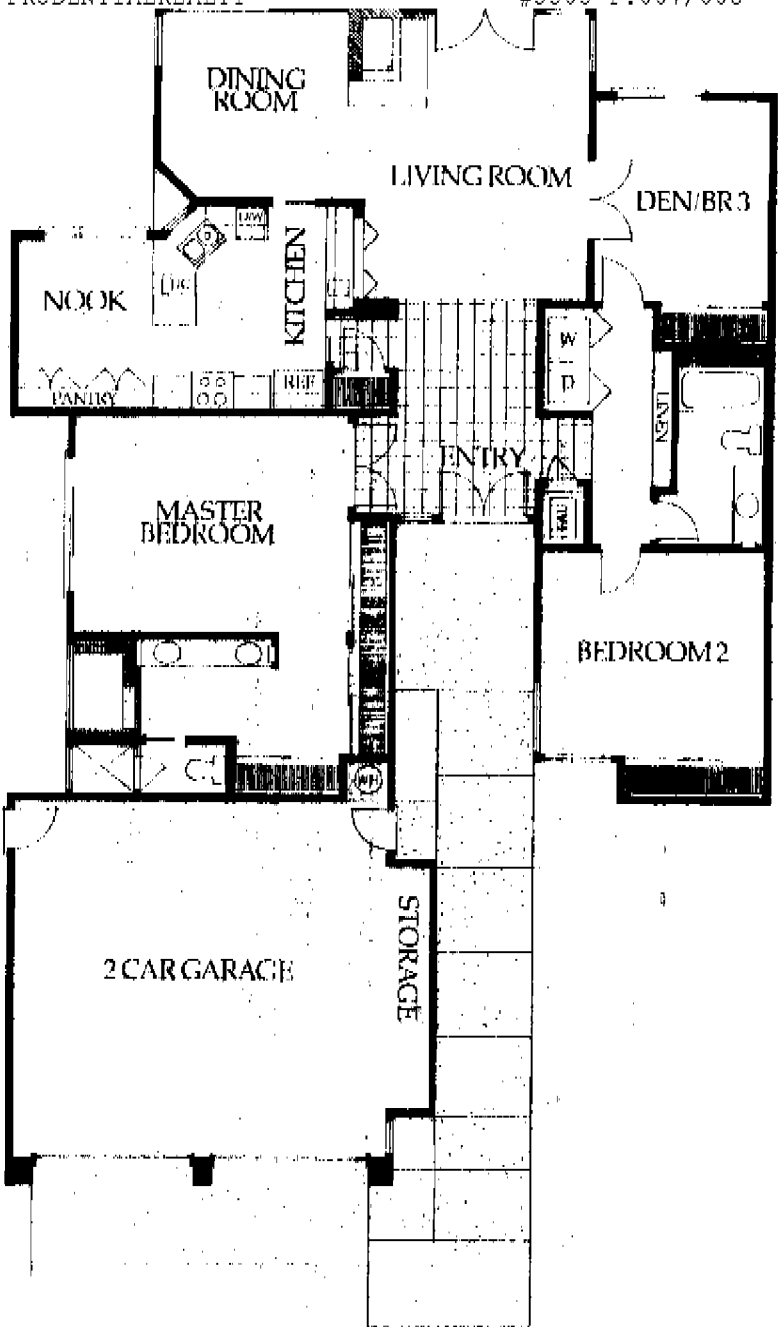 DINING
ROOM
LIVING ROOM
DEN/BR 3
D/W
KITCHEN
NOOK
PANTRY
REF
W
D
LINEN
ENTRY
MASTER
BEDROOM
BEDROOM 2
WH
STORAGE
2 CAR GARAGE